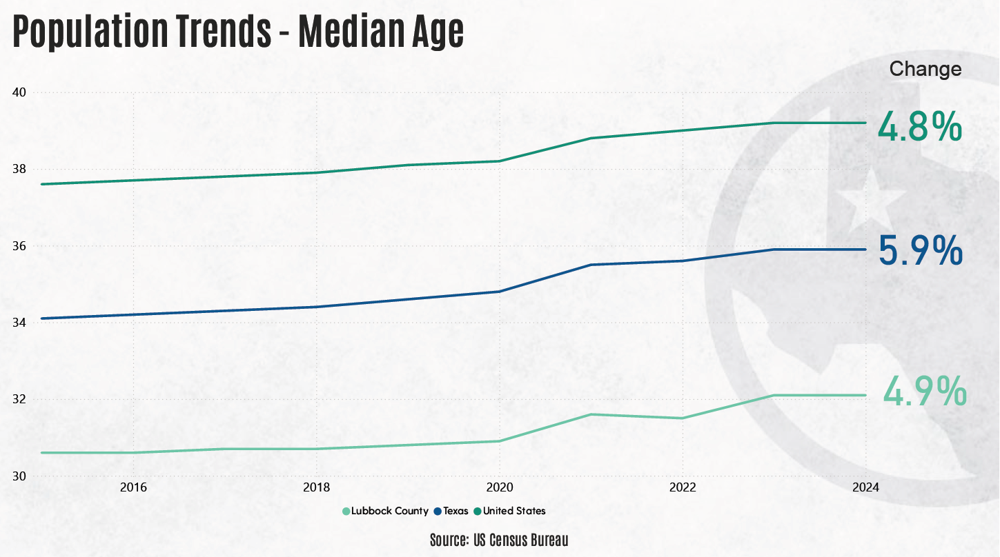 Population Trends - Median Age
Change
40
4.8%
38
36
5.9%
34
32
4.9%
30
2016 2018 2020 2022 2024
Lubbock County Texas United States
Source: US Census Bureau